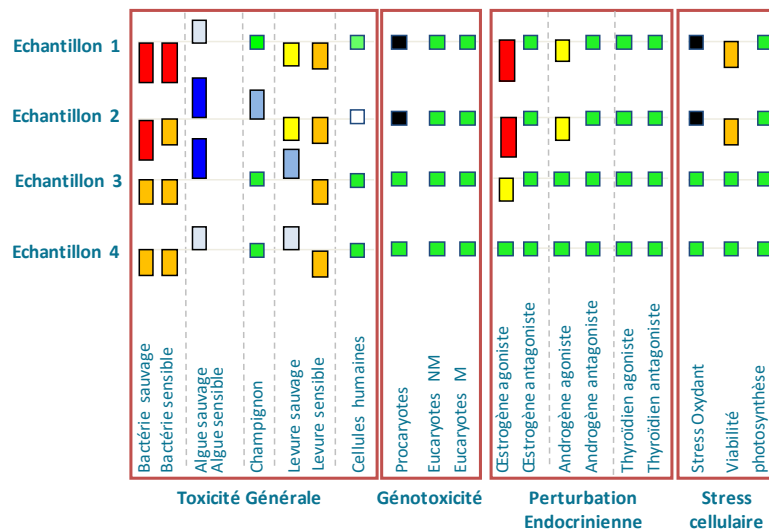 Echantillon 1
Echantillon 2
Echantillon 3
Echantillon 4
Bactérie sauvage
Bactérie sensible
Algue sauvage
Algue sensible
Champignon
Levure sauvage
Levure sensible
Cellules humaines
Procaryotes
Eucaryotes NM
Eucaryotes M
Œstrogène agoniste
Œstrogène antagoniste
Androgène agoniste
Androgène antagoniste
Thyroïdien agoniste
Thyroïdien antagoniste
Stress Oxydant
Viabilité
photosynthèse
Toxicité Générale
Génotoxicité
Perturbation
Endocrinienne
Stress
cellulaire